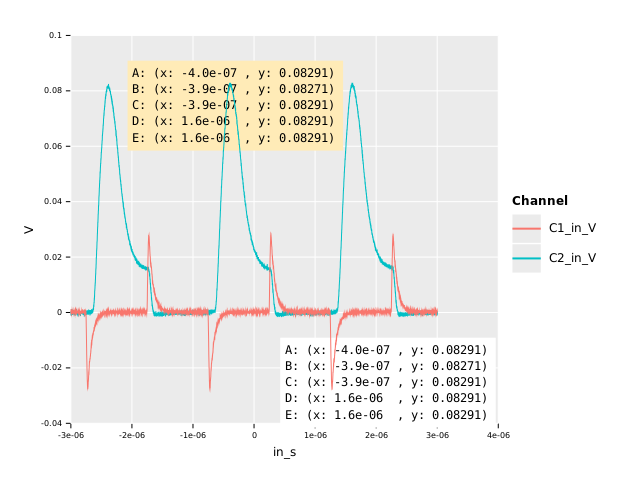 0.1
A: (x: -4.0e-07 , y: 0.08291)
B: (x: -3.9e-07 , y: 0.08271)
C: (x: -3.9e-07 , y: 0.08291)
D: (x: 1.6e-06  , y: 0.08291)
E: (x: 1.6e-06  , y: 0.08291)
0.08
0.06
0.04
0.02
0
-0.02
-0.04
V
Channel
C1_in_V
C2_in_V
A: (x: -4.0e-07 , y: 0.08291)
B: (x: -3.9e-07 , y: 0.08271)
C: (x: -3.9e-07 , y: 0.08291)
D: (x: 1.6e-06  , y: 0.08291)
E: (x: 1.6e-06  , y: 0.08291)
-3e-06 -2e-06 -1e-06 0 1e-06 2e-06 3e-06 4e-06
in_s